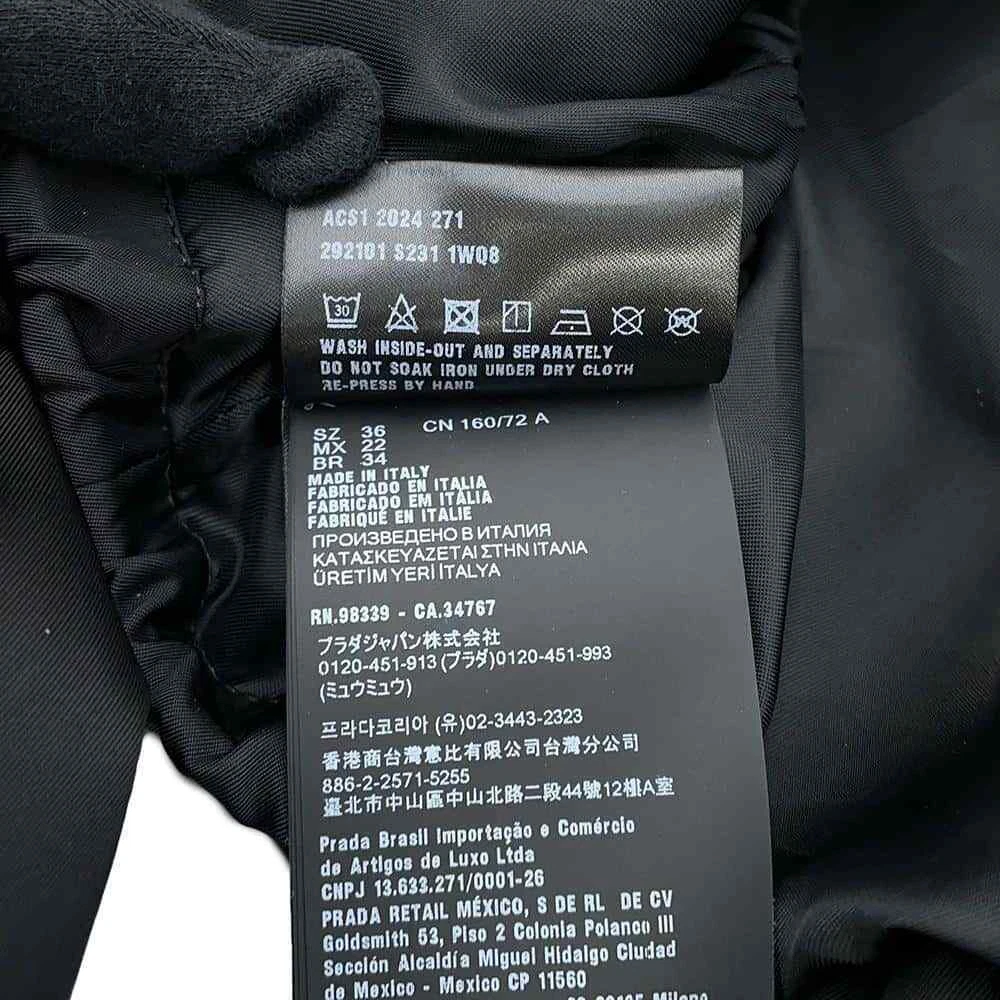 ACS1 2024 271
292101 S231 1WQ8
30
WASH INSIDE-OUT AND SEPARATELY
DO NOT SOAK IRON UNDER DRY CLOTH
RE-PRESS BY HAND
SZ 36 CN 160/72 A
MX 22
BR 34
MADE IN ITALY
FABRICADO EN ITALIA
FABRICADO EM ITÁLIA
FABRIQUÉ EN ITALIE
ПРОИЗВЕДЕНО В ИТАЛИЯ
ΚΑΤΑΣΚΕΥΑΖΕΤΑΙ ΣΤΗΝ ΙΤΑΛΙΑ
ÜRETİM YERİ İTALYA
RN.98339 - CA.34767
プラダジャパン株式会社
0120-451-913 (プラダ)0120-451-993
(ミュウミュウ)
프라다코리아 (유)02-3443-2323
香港商台灣意比有限公司台灣分公司
886-2-2571-5255
臺北市中山區中山北路二段44號12樓A室
Prada Brasil Importação e Comércio
de Artigos de Luxo Ltda
CNPJ 13.633.271/0001-26
PRADA RETAIL MÉXICO, S DE RL DE CV
Goldsmith 53, Piso 2 Colonia Polanco III
Sección Alcaldía Miguel Hidalgo Ciudad
de Mexico - Mexico CP 11560
Milano